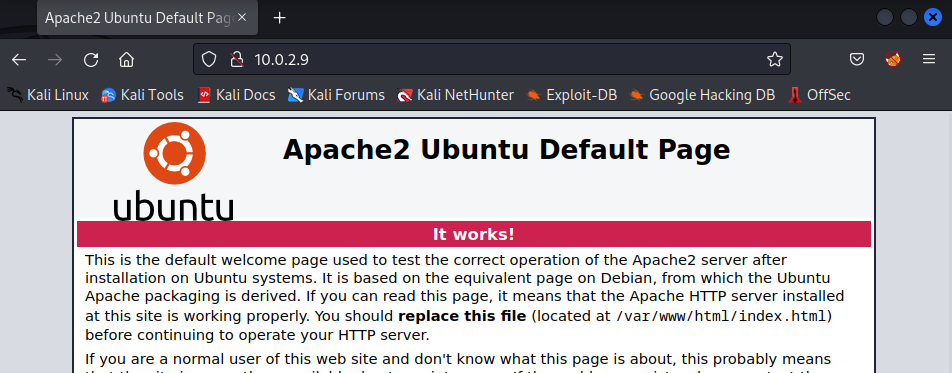 Apache2 Ubuntu Default Pag
10.0.2.9
Kali Linux Kali Tools Kali Docs Kali Forums Kali NetHunter Exploit-DB Google Hacking DB OffSec
ubuntu
Apache2 Ubuntu Default Page
It works!
This is the default welcome page used to test the correct operation of the Apache2 server after
installation on Ubuntu systems. It is based on the equivalent page on Debian, from which the Ubuntu
Apache packaging is derived. If you can read this page, it means that the Apache HTTP server installed
at this site is working properly. You should replace this file (located at /var/www/html/index.html)
before continuing to operate your HTTP server.
If you are a normal user of this web site and don't know what this page is about, this probably means